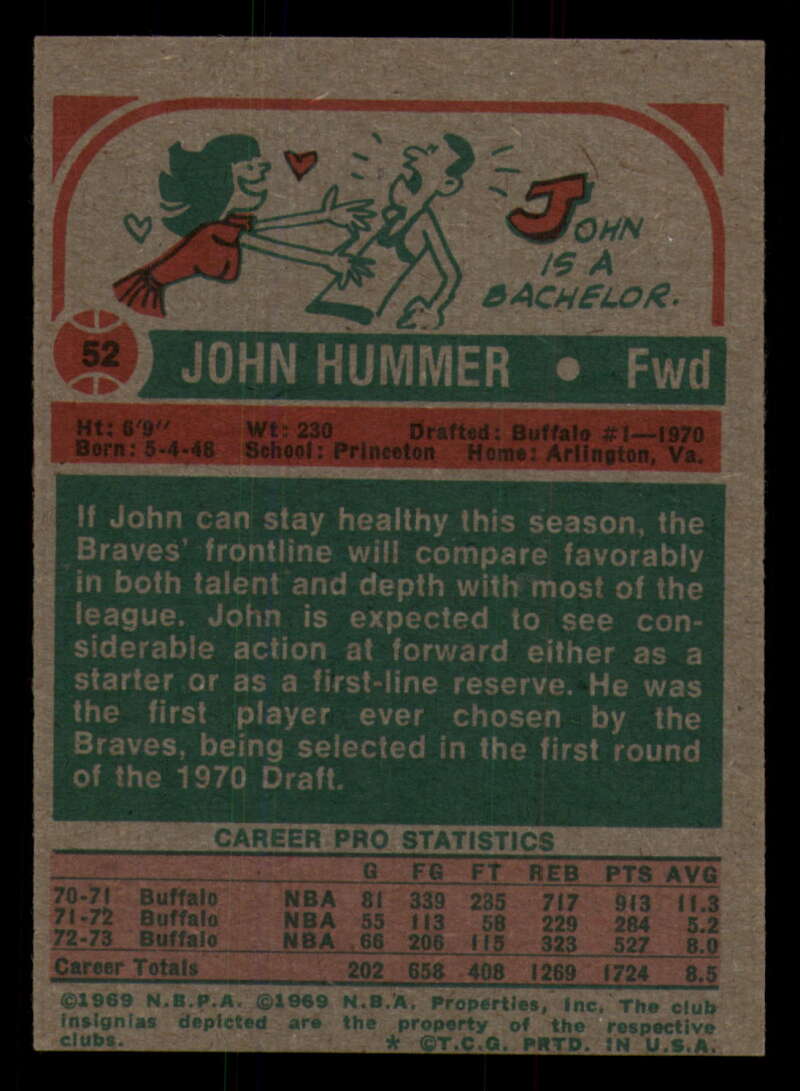 JOHN
IS A
BACHELOR.
52 JOHN HUMMER • Fwd
Ht: 6'9" Wt: 230 Drafted: Buffalo #1—1970
Born: 5-4-48 School: Princeton Home: Arlington, Va.
If John can stay healthy this season, the
Braves' frontline will compare favorably
in both talent and depth with most of the
league. John is expected to see con-
siderable action at forward either as a
starter or as a first-line reserve. He was
the first player ever chosen by the
Braves, being selected in the first round
of the 1970 Draft.
CAREER PRO STATISTICS
G FG FT REB PTS AVG
70-71 Buffalo NBA 81 339 235 717 913 11.3
71-72 Buffalo NBA 55 113 58 229 284 5.2
72-73 Buffalo NBA 66 206 115 323 527 8.0
Career Totals 202 658 408 1269 1724 8.5
©1969 N.B.P.A. ©1969 N.B.A. Properties, Inc. The club
insignias depicted are the property of the respective
clubs. * ©T.C.G. PRTD. IN U.S.A.